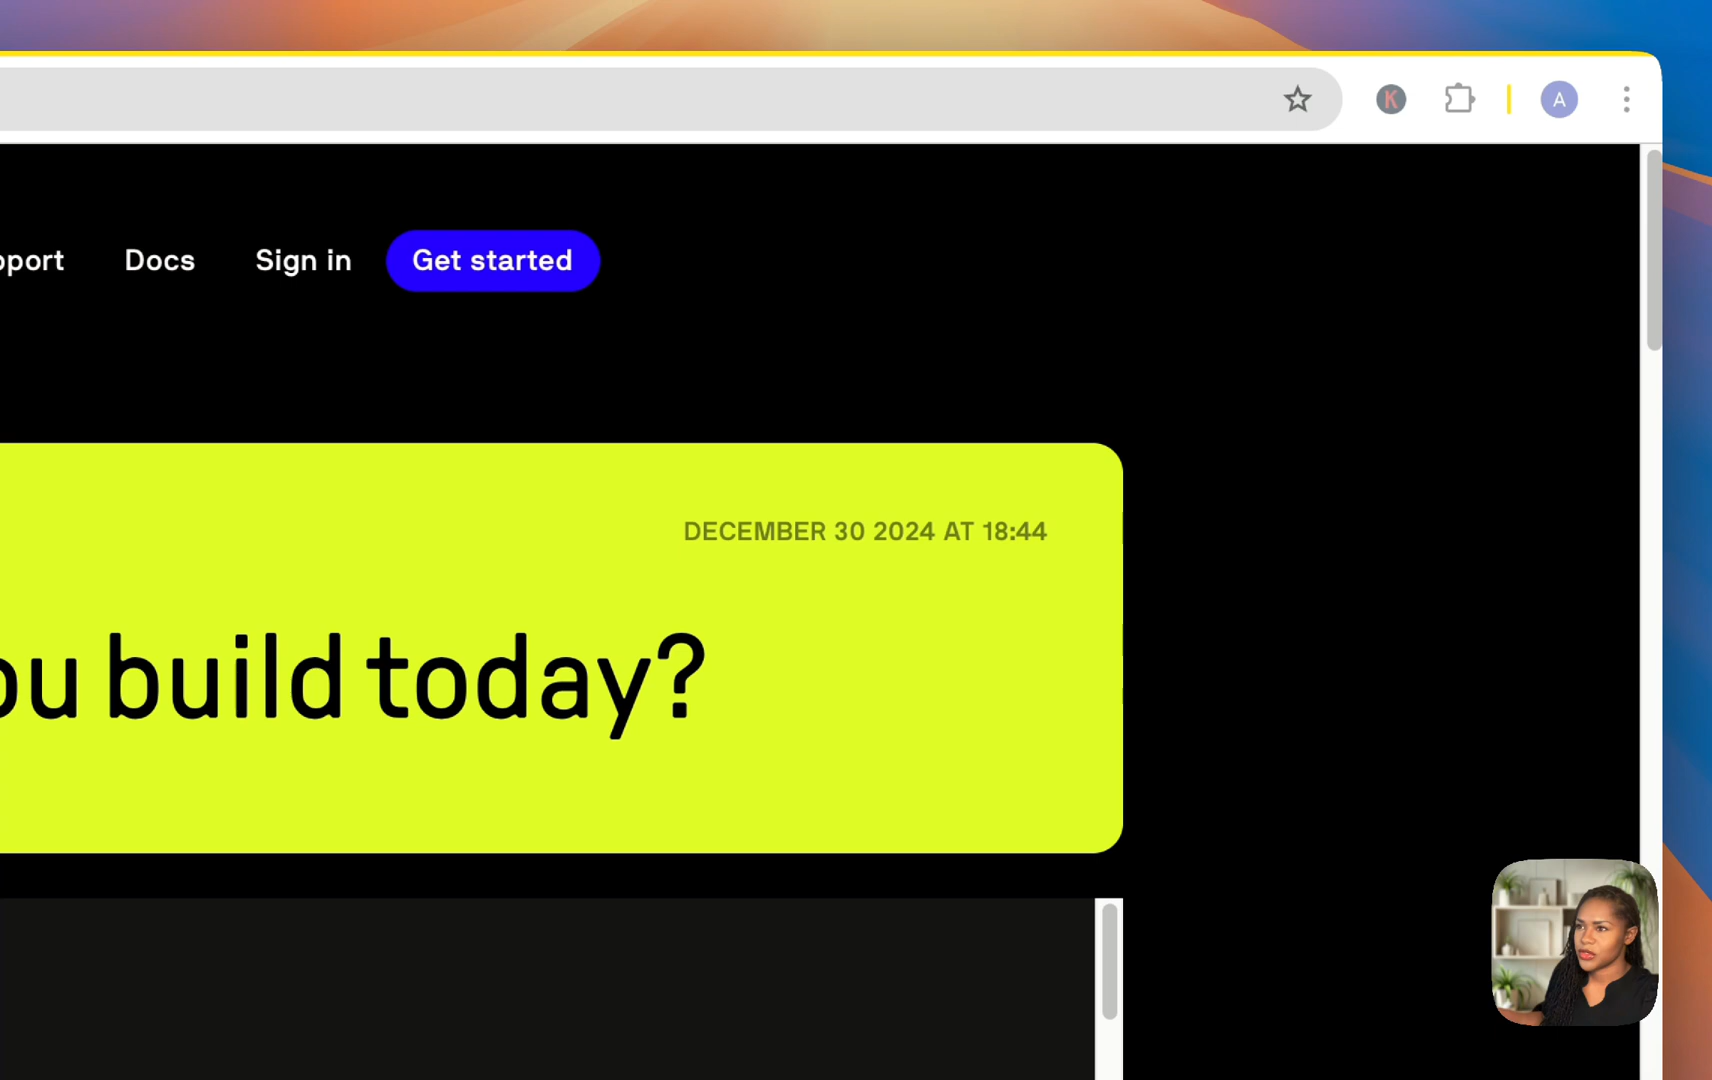 K
A
pport
Docs
Sign in
Get started
DECEMBER 30 2024 AT 18:44
ou build today?